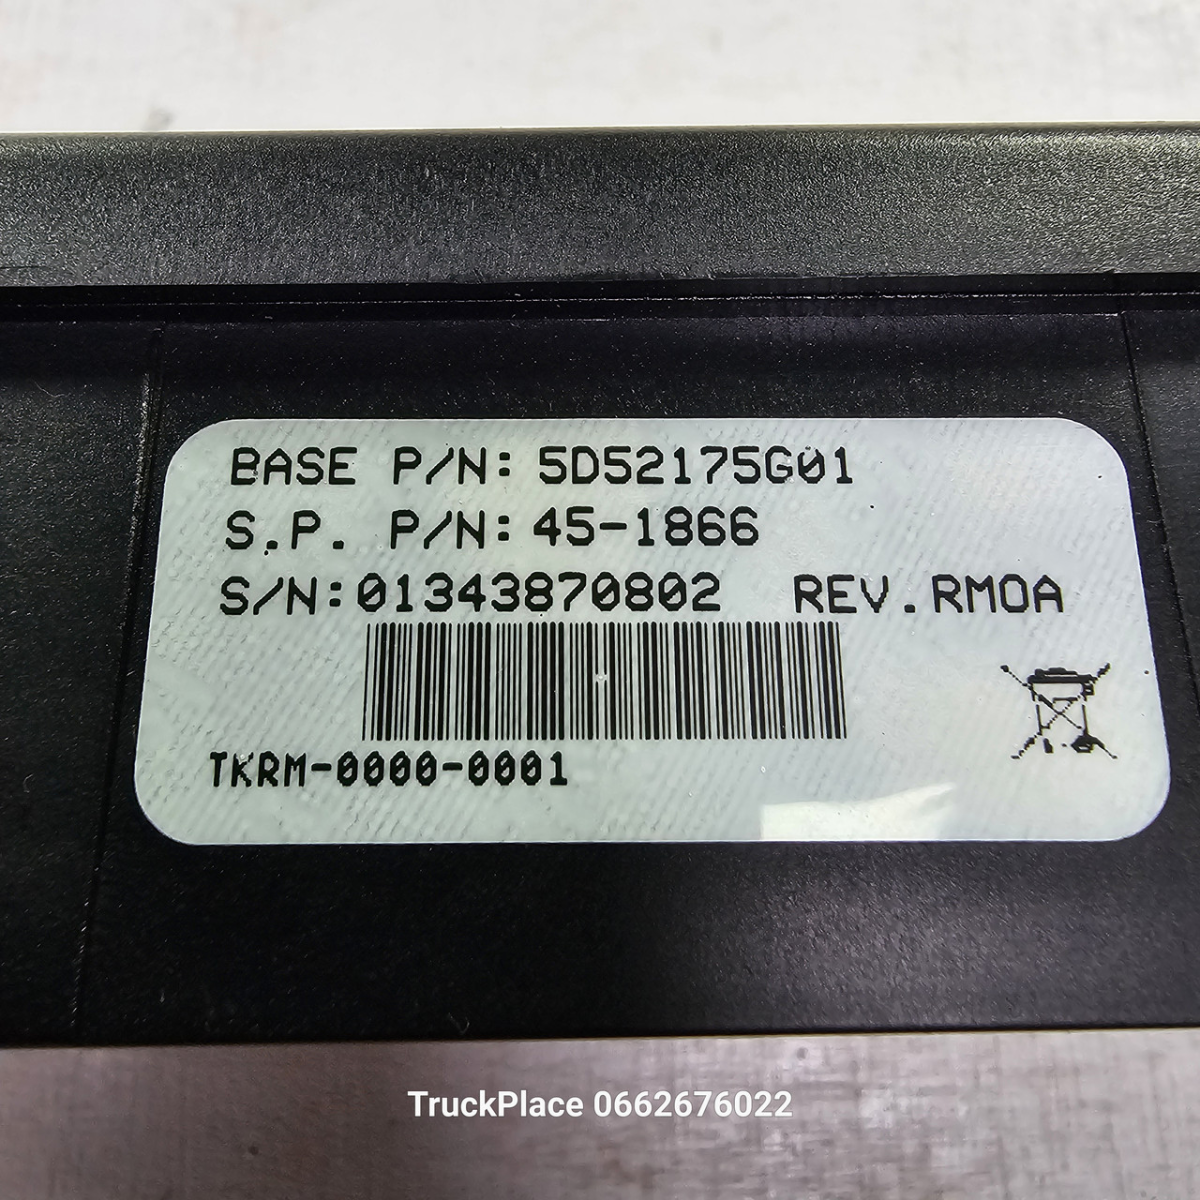 BASE P/N: 5D52175G01
S.P. P/N: 45-1866
S/N:01343870802 REV.RM0A
TKRM-0000-0001
TruckPlace 0662676022